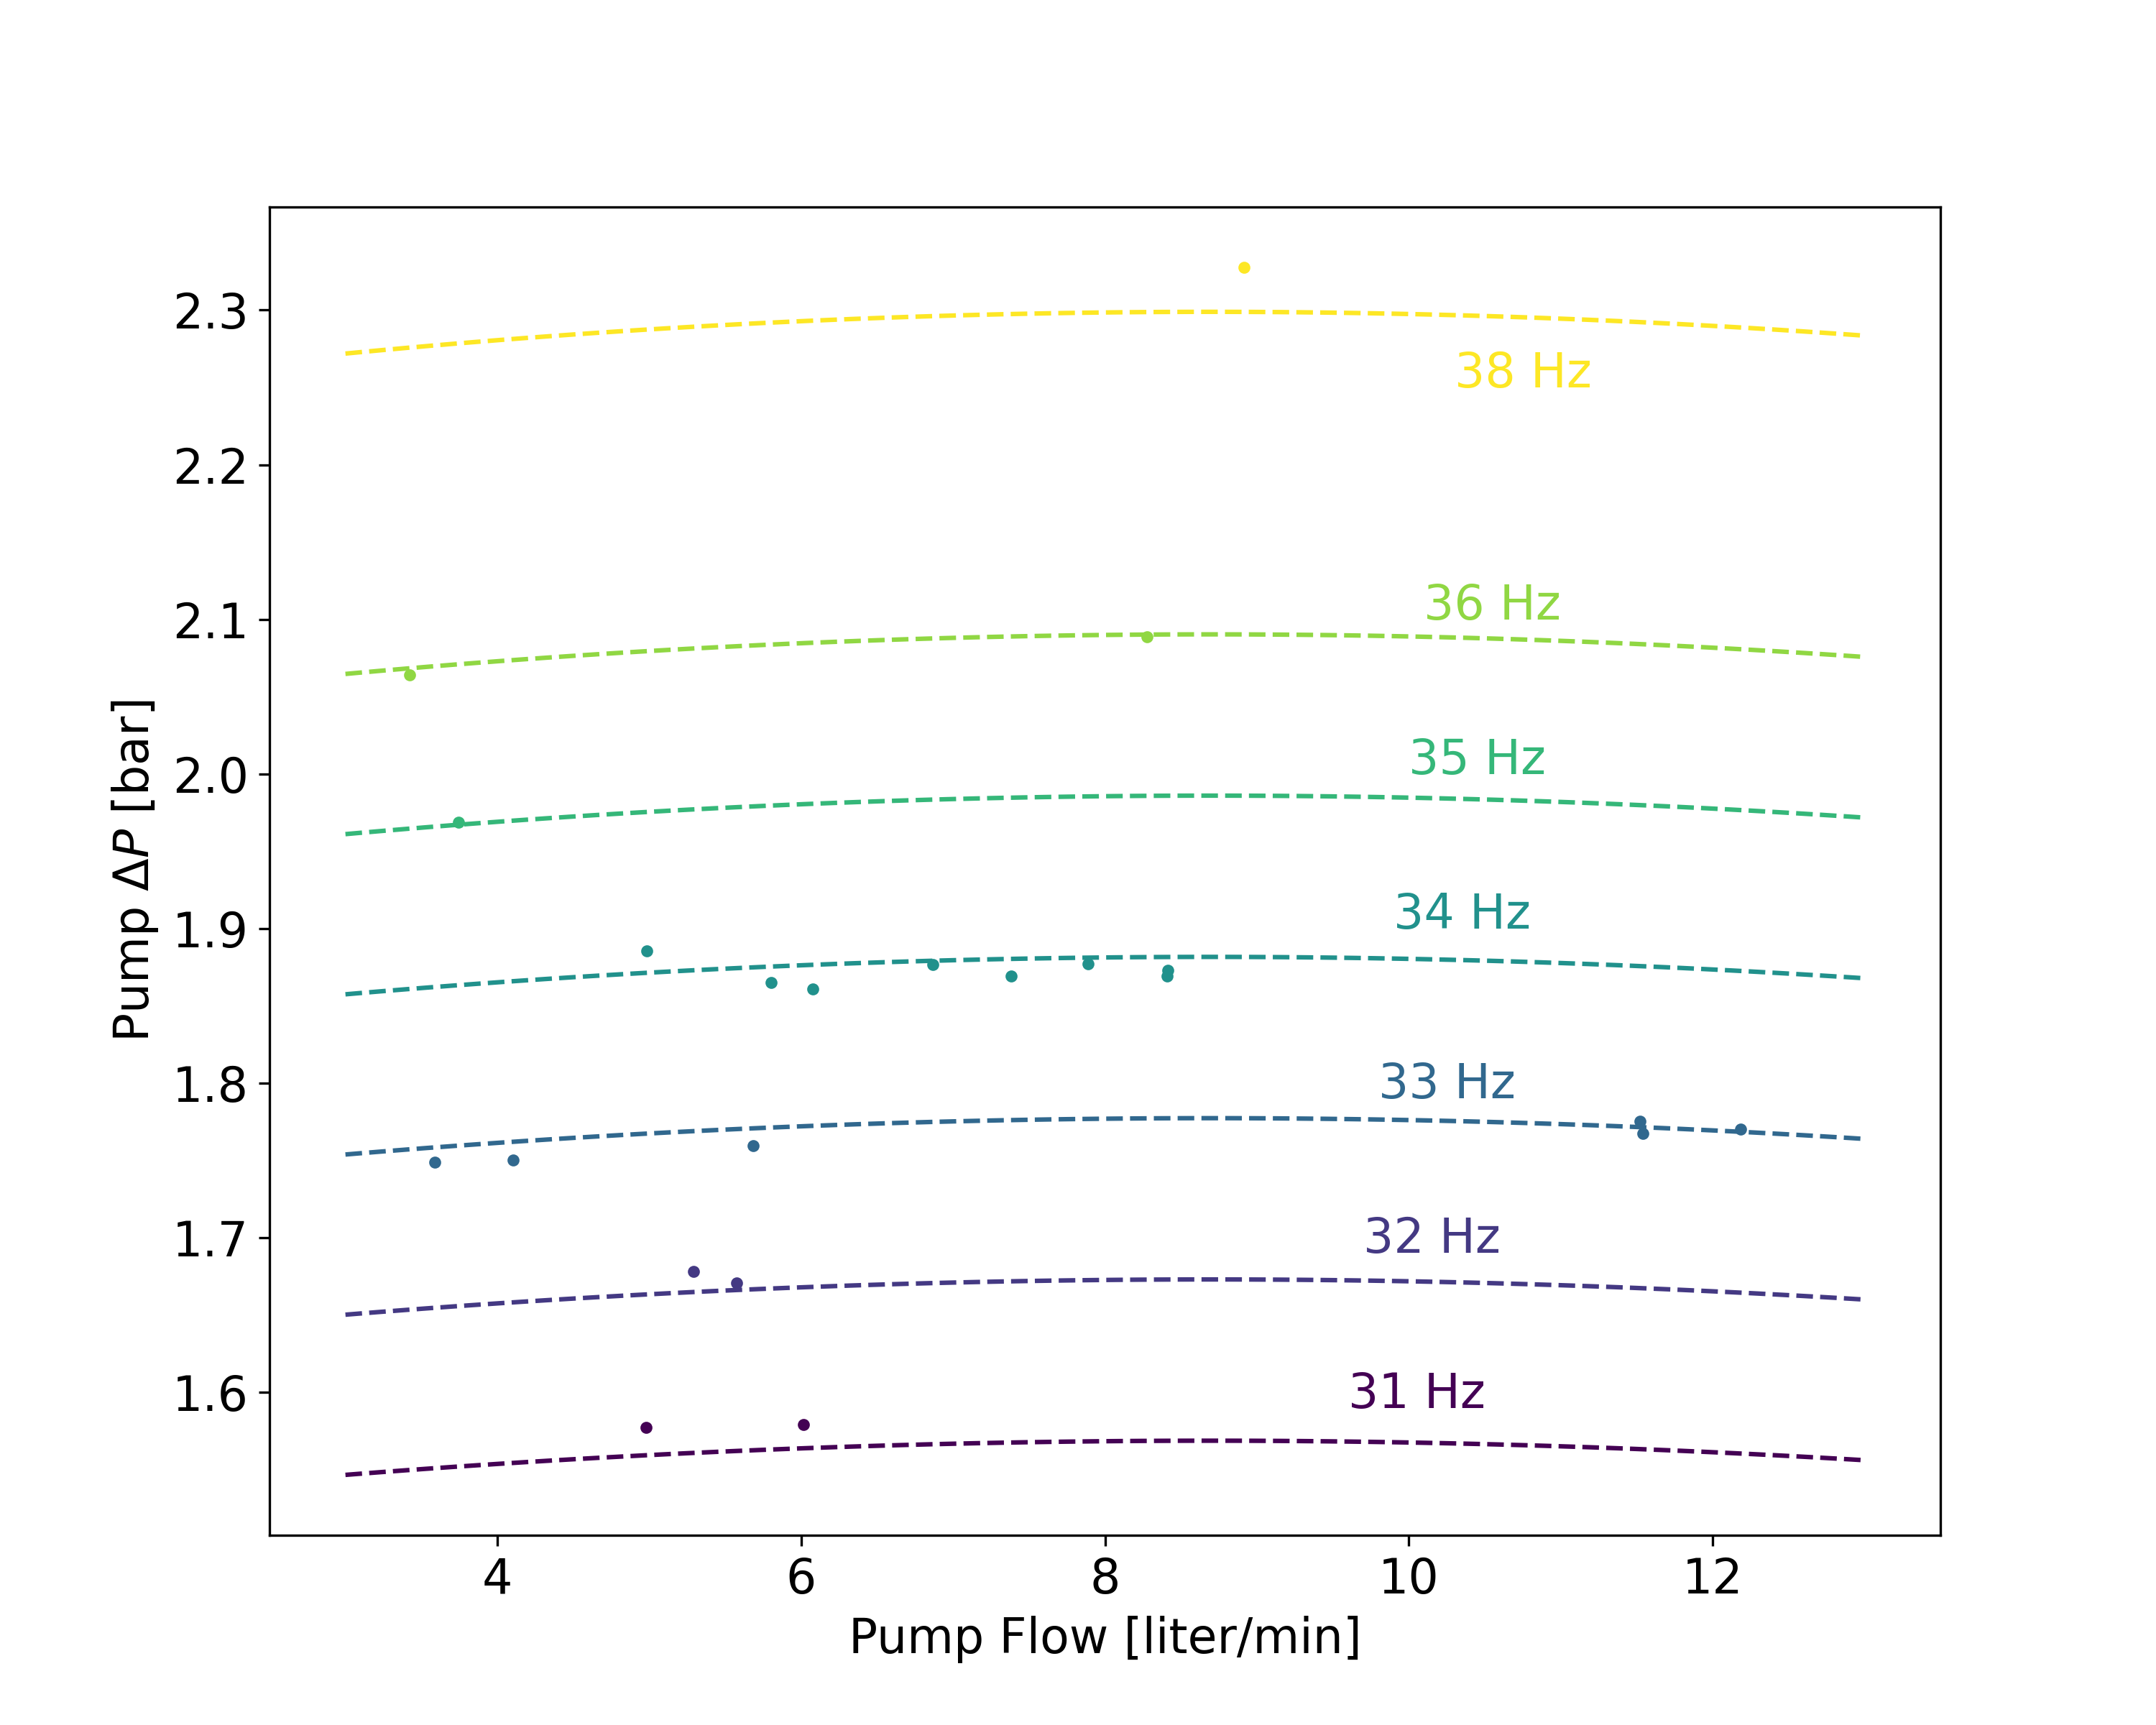 2.3
2.2
2.1
2.0
1.9
1.8
1.7
1.6
Pump ΔP [bar]
38 Hz
36 Hz
35 Hz
34 Hz
33 Hz
32 Hz
31 Hz
4 6 8 10 12
Pump Flow [liter/min]